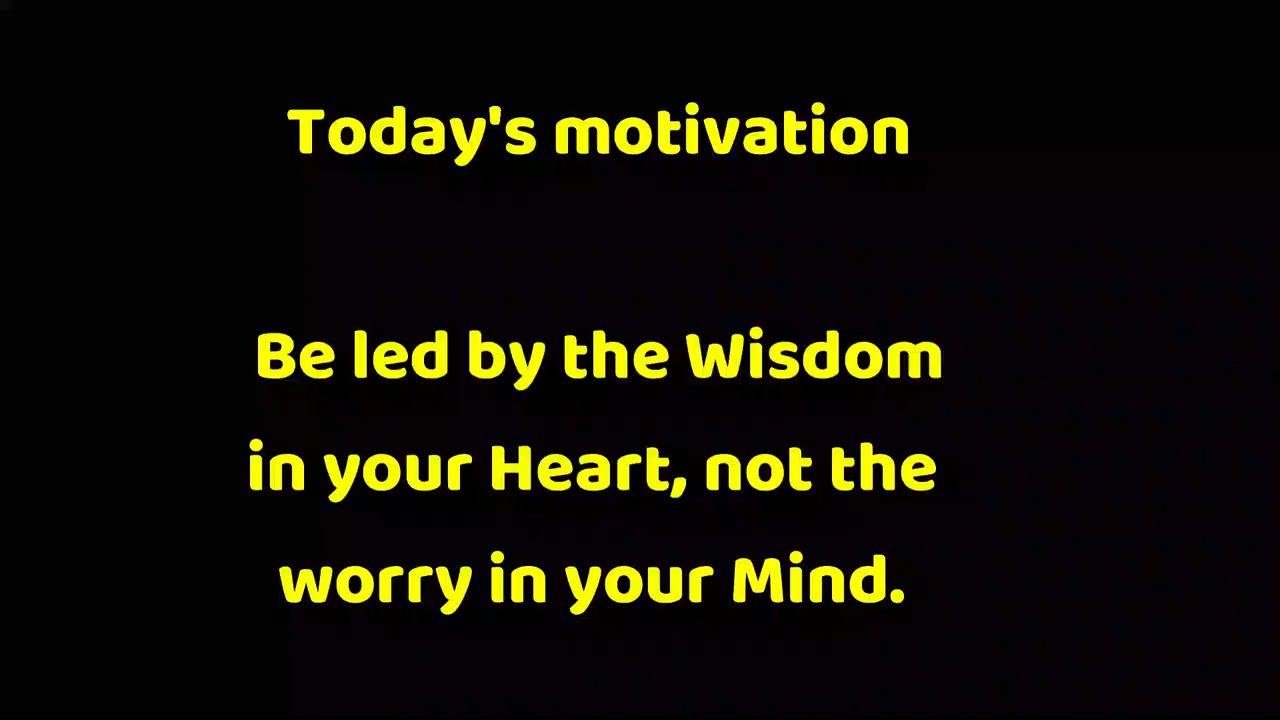 Today's motivation
Be led by the Wisdom
in your Heart, not the
worry in your Mind.